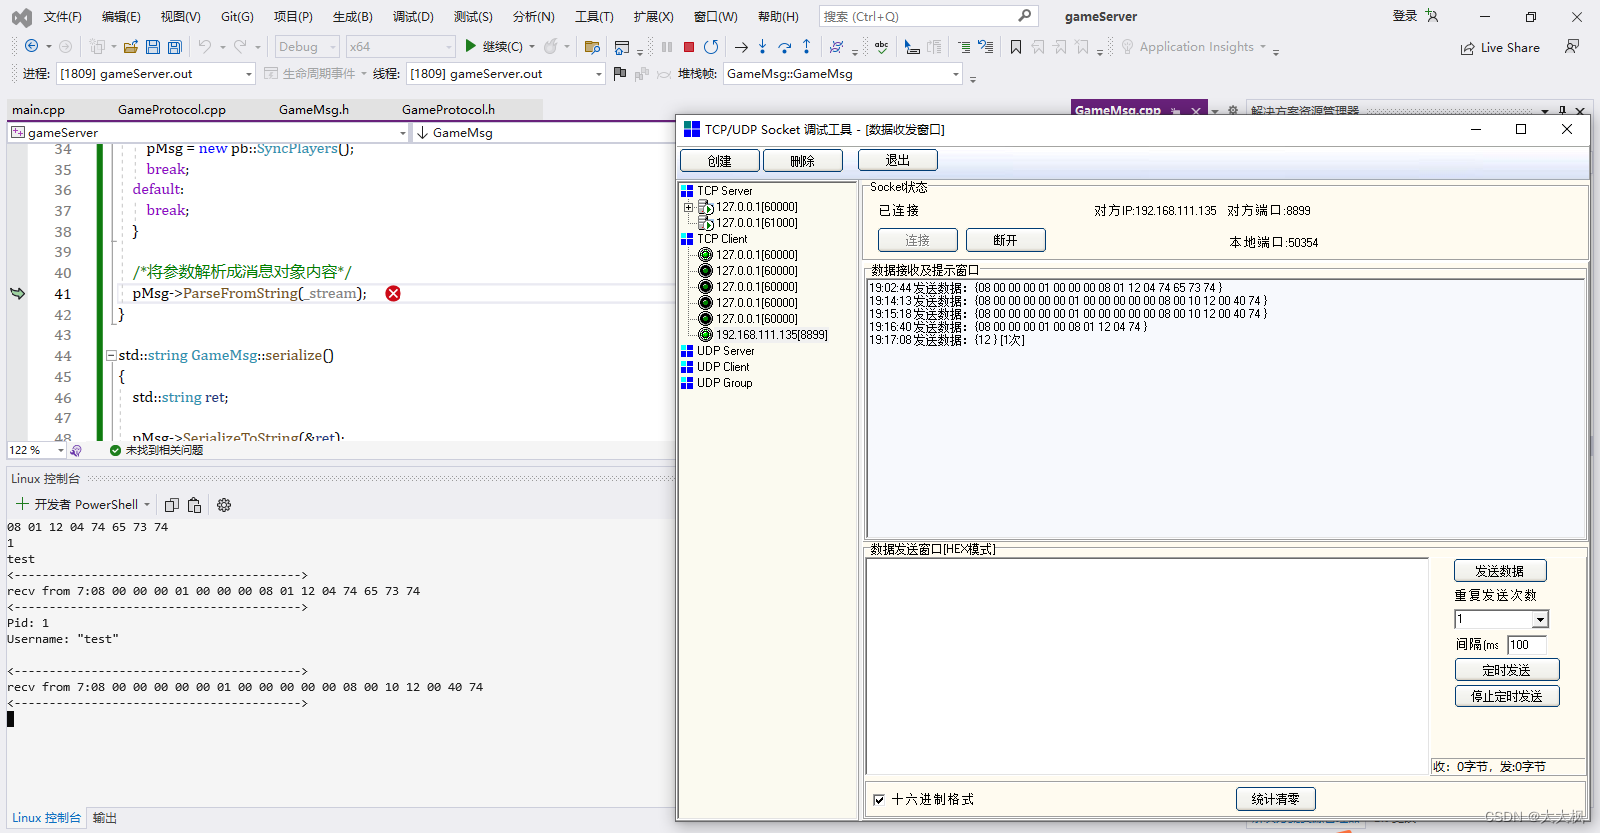 文件(F) 编辑(E) 视图(V) Git(G) 项目(P) 生成(B) 调试(D) 测试(S) 分析(N) 工具(T) 扩展(X) 窗口(W) 帮助(H) 搜索 (Ctrl+Q) gameServer 登录
Debug x64 继续(C) Application Insights Live Share
进程: [1809] gameServer.out 生命周期事件 线程: [1809] gameServer.out 堆栈帧: GameMsg::GameMsg
main.cpp GameProtocol.cpp GameMsg.h GameProtocol.h GameMsg.cpp 解决方案资源管理器
gameServer GameMsg
34 pMsg = new pb::SyncPlayers();
35 break;
36 default:
37 break;
38 }
39
40 /*将参数解析成消息对象内容*/
41 pMsg->ParseFromString(_stream);
42 }
43
44 std::string GameMsg::serialize()
45 {
46 std::string ret;
47
48 pMsg->SerializeToString(&ret);
122 % 未找到相关问题
Linux 控制台
开发者 PowerShell
08 01 12 04 74 65 73 74
1
test
<----------------------------------------->
recv from 7:08 00 00 00 01 00 00 00 08 01 12 04 74 65 73 74
<----------------------------------------->
Pid: 1
Username: "test"
<----------------------------------------->
recv from 7:08 00 00 00 00 00 01 00 00 00 00 00 08 00 10 12 00 40 74
<----------------------------------------->
Linux 控制台 输出
TCP/UDP Socket 调试工具 - [数据收发窗口]
创建 删除 退出
TCP Server
127.0.0.1[60000]
127.0.0.1[61000]
TCP Client
127.0.0.1[60000]
127.0.0.1[60000]
127.0.0.1[60000]
127.0.0.1[60000]
127.0.0.1[60000]
192.168.111.135[8899]
UDP Server
UDP Client
UDP Group
Socket状态
已连接 对方IP:192.168.111.135 对方端口:8899
连接 断开 本地端口:50354
数据接收及提示窗口
19:02:44 发送数据：{08 00 00 00 01 00 00 00 08 01 12 04 74 65 73 74 }
19:14:13 发送数据：{08 00 00 00 00 00 01 00 00 00 00 00 08 00 10 12 00 40 74 }
19:15:18 发送数据：{08 00 00 00 00 00 01 00 00 00 00 00 08 00 10 12 00 40 74 }
19:16:40 发送数据：{08 00 00 00 01 00 08 01 12 04 74 }
19:17:08 发送数据：{12 } [1次]
数据发送窗口[HEX模式]
发送数据
重复发送次数
1
间隔(ms 100
定时发送
停止定时发送
收：0字节，发:0字节
十六进制格式 统计清零
CSDN @大大枫